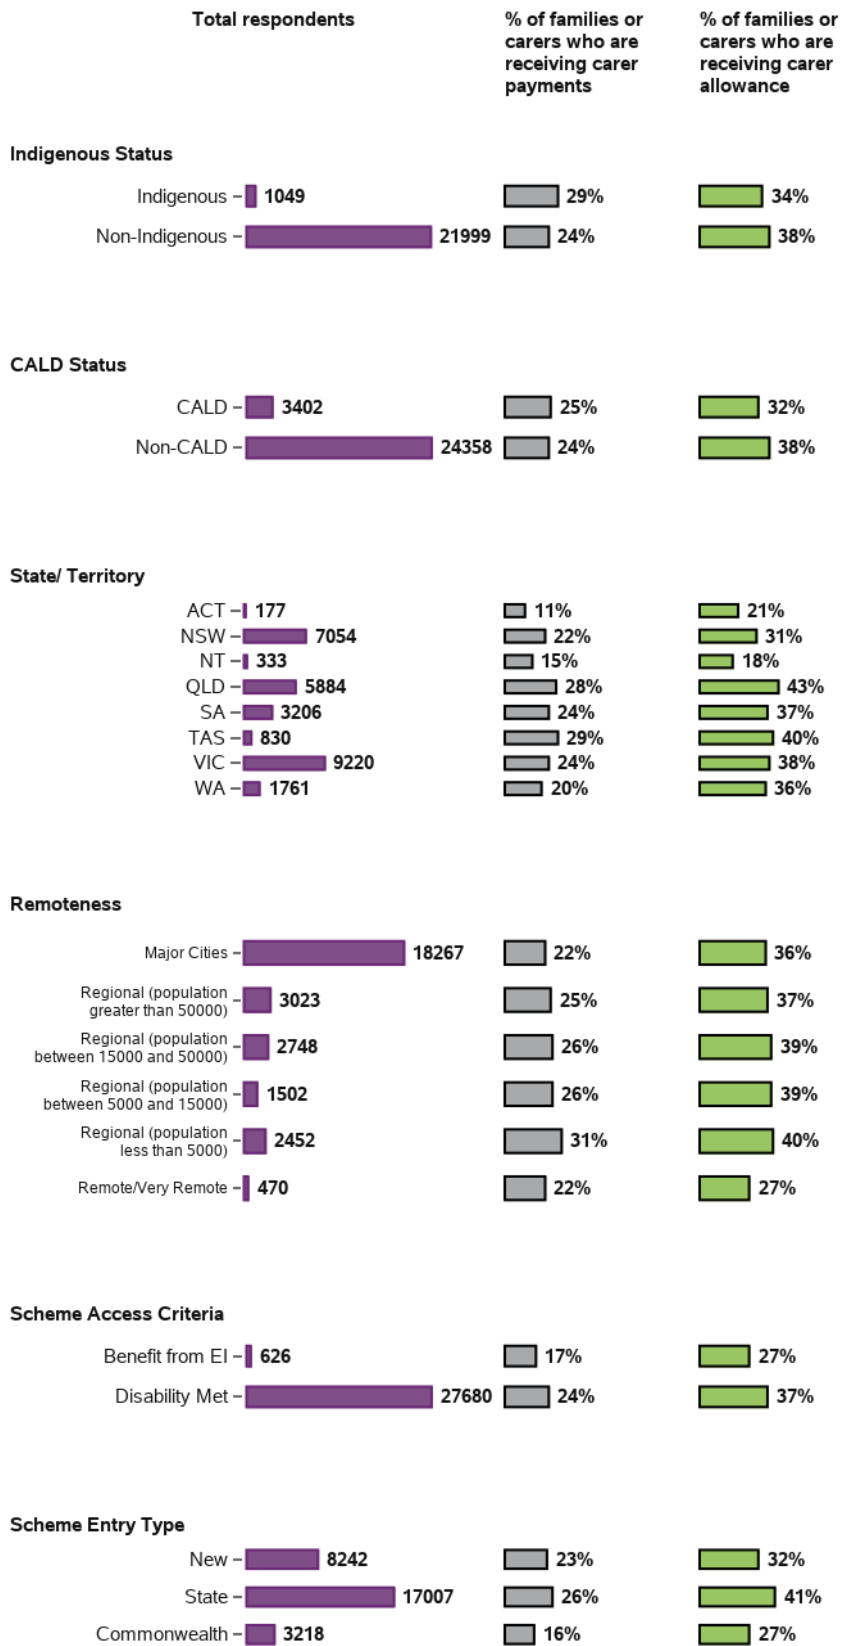 Total respondents
% of families or
carers who are
receiving carer
payments
% of families or
carers who are
receiving carer
allowance
Indigenous Status
Indigenous 1049 29% 34%
Non-Indigenous 21999 24% 38%
CALD Status
CALD 3402 25% 32%
Non-CALD 24358 24% 38%
State/ Territory
ACT 177 11% 21%
NSW 7054 22% 31%
NT 333 15% 18%
QLD 5884 28% 43%
SA 3206 24% 37%
TAS 830 29% 40%
VIC 9220 24% 38%
WA 1761 20% 36%
Remoteness
Major Cities 18267 22% 36%
Regional (population
greater than 50000) 3023 25% 37%
Regional (population
between 15000 and 50000) 2748 26% 39%
Regional (population
between 5000 and 15000) 1502 26% 39%
Regional (population
less than 5000) 2452 31% 40%
Remote/Very Remote 470 22% 27%
Scheme Access Criteria
Benefit from EI 626 17% 27%
Disability Met 27680 24% 37%
Scheme Entry Type
New 8242 23% 32%
State 17007 26% 41%
Commonwealth 3218 16% 27%